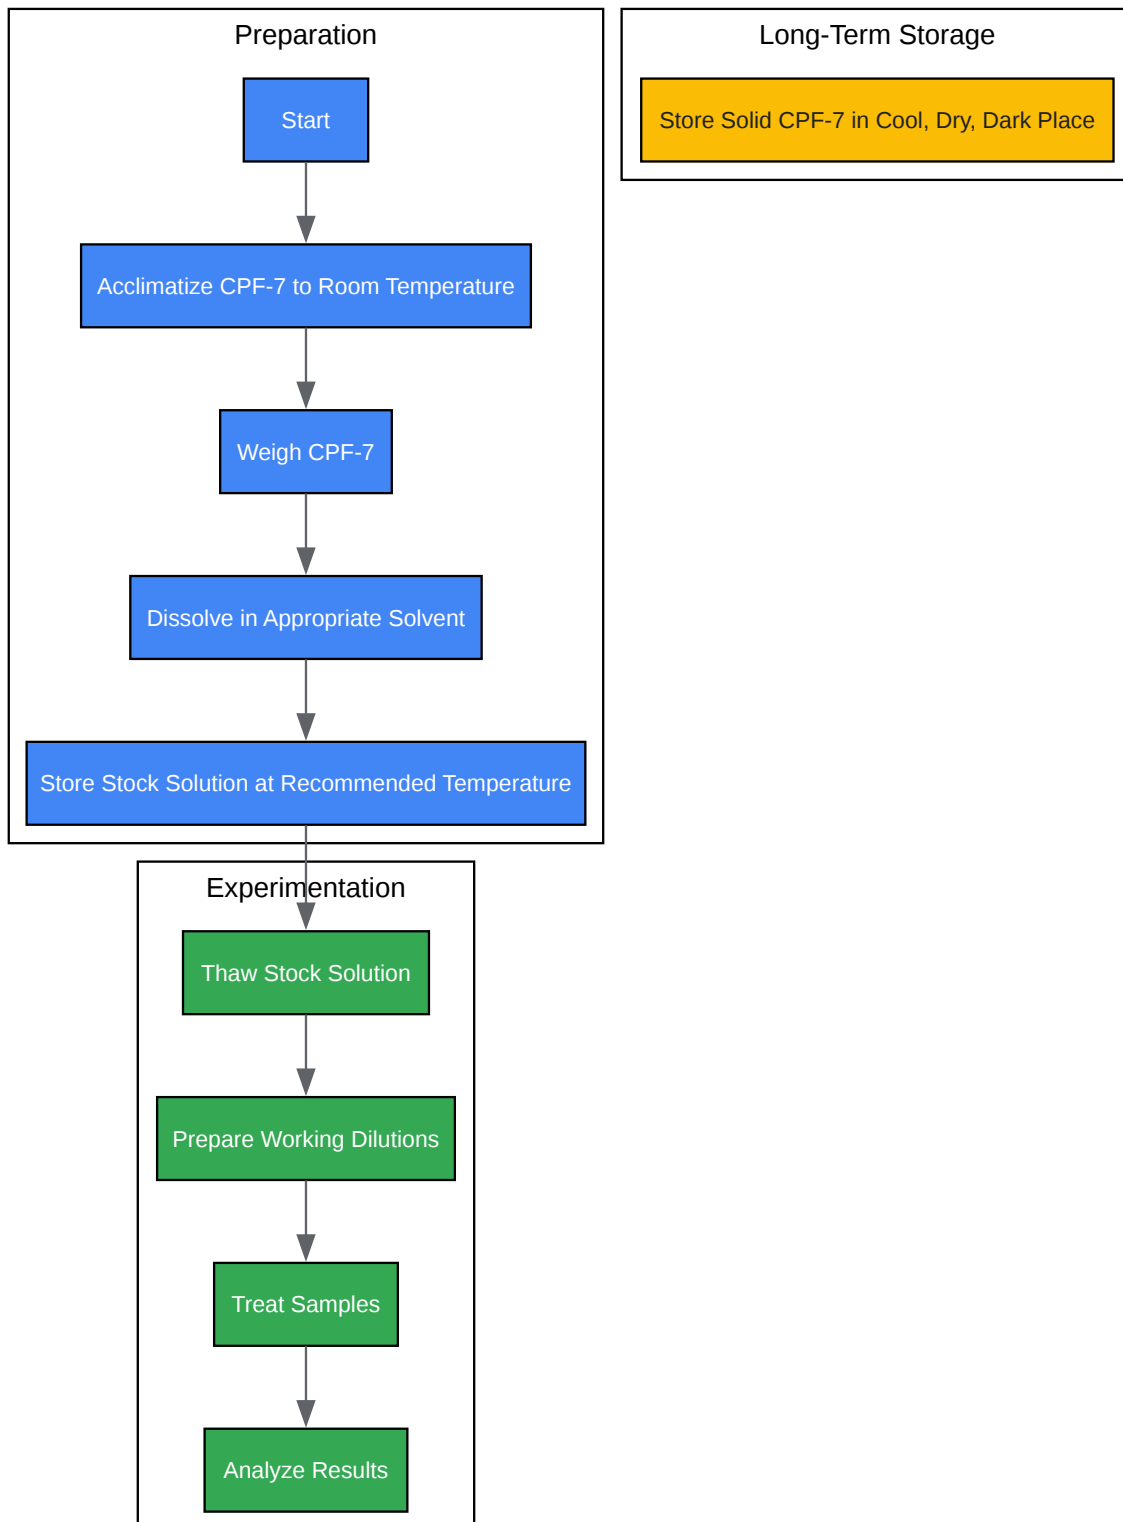 Preparation
Start
Acclimatize CPF-7 to Room Temperature
Weigh CPF-7
Dissolve in Appropriate Solvent
Store Stock Solution at Recommended Temperature
Experimentation
Thaw Stock Solution
Prepare Working Dilutions
Treat Samples
Analyze Results
Long-Term Storage
Store Solid CPF-7 in Cool, Dry, Dark Place